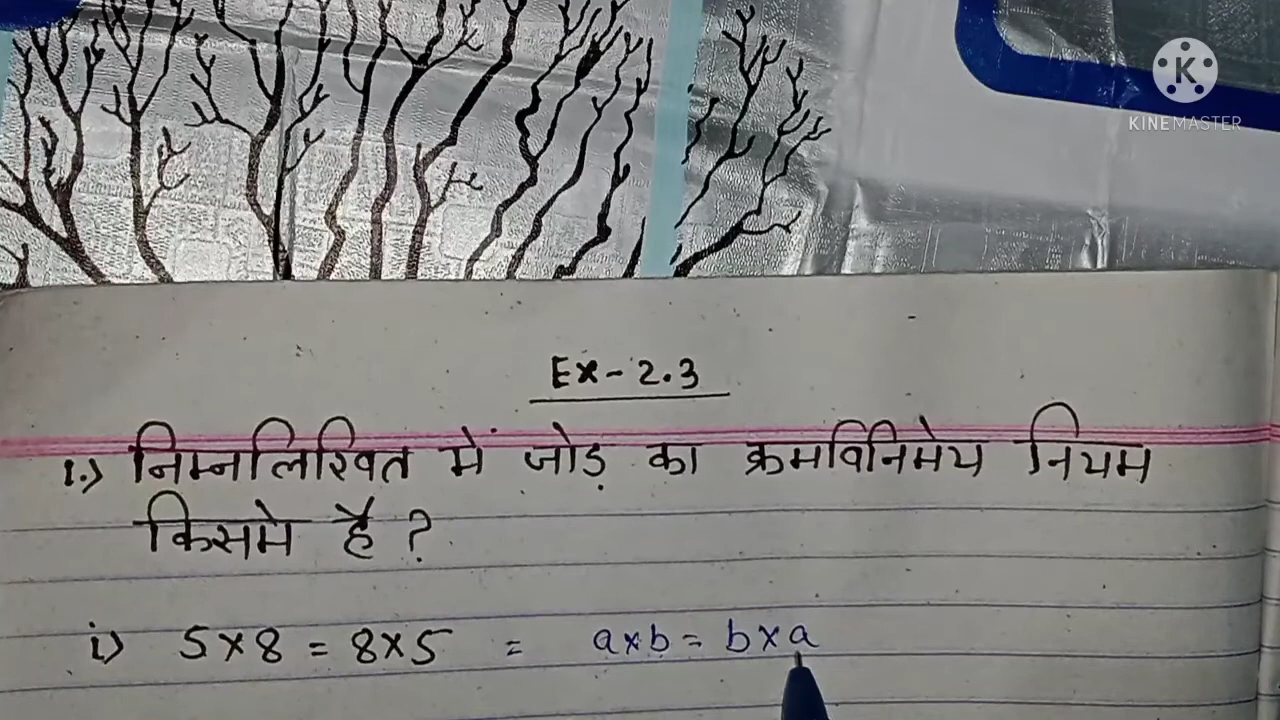 KINEMASTER
Ex-2.3
1.) निम्नलिखित में जोड़ का क्रमविनिमेय नियम
किसमे है ?
i) 5×8 = 8×5 = a×b = b×a